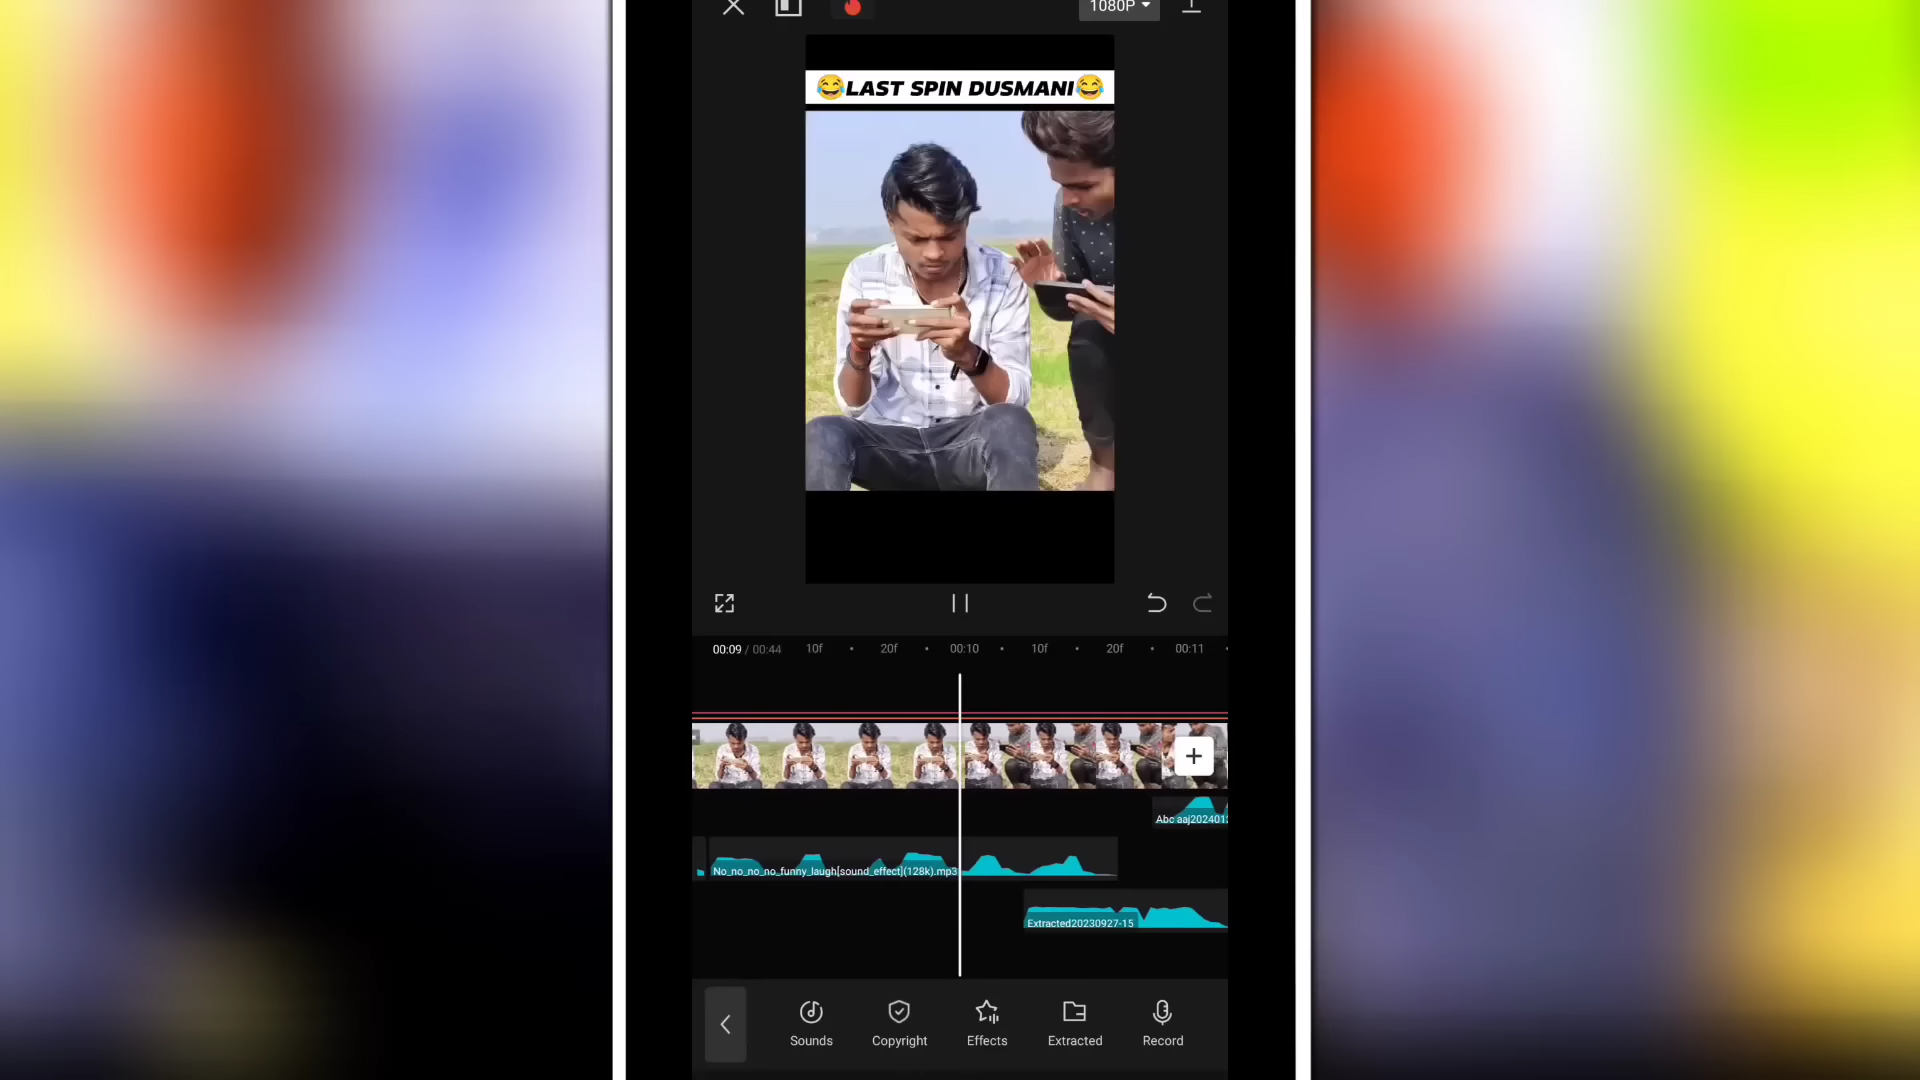 1080P
😂LAST SPIN DUSMANI😂
00:09 / 00:44 10f 20f 00:10 10f 20f 00:11
Abc aaj202401
No_no_no_no_funny_laugh[sound_effect](128k).mp3
Extracted20230927-15
Sounds Copyright Effects Extracted Record